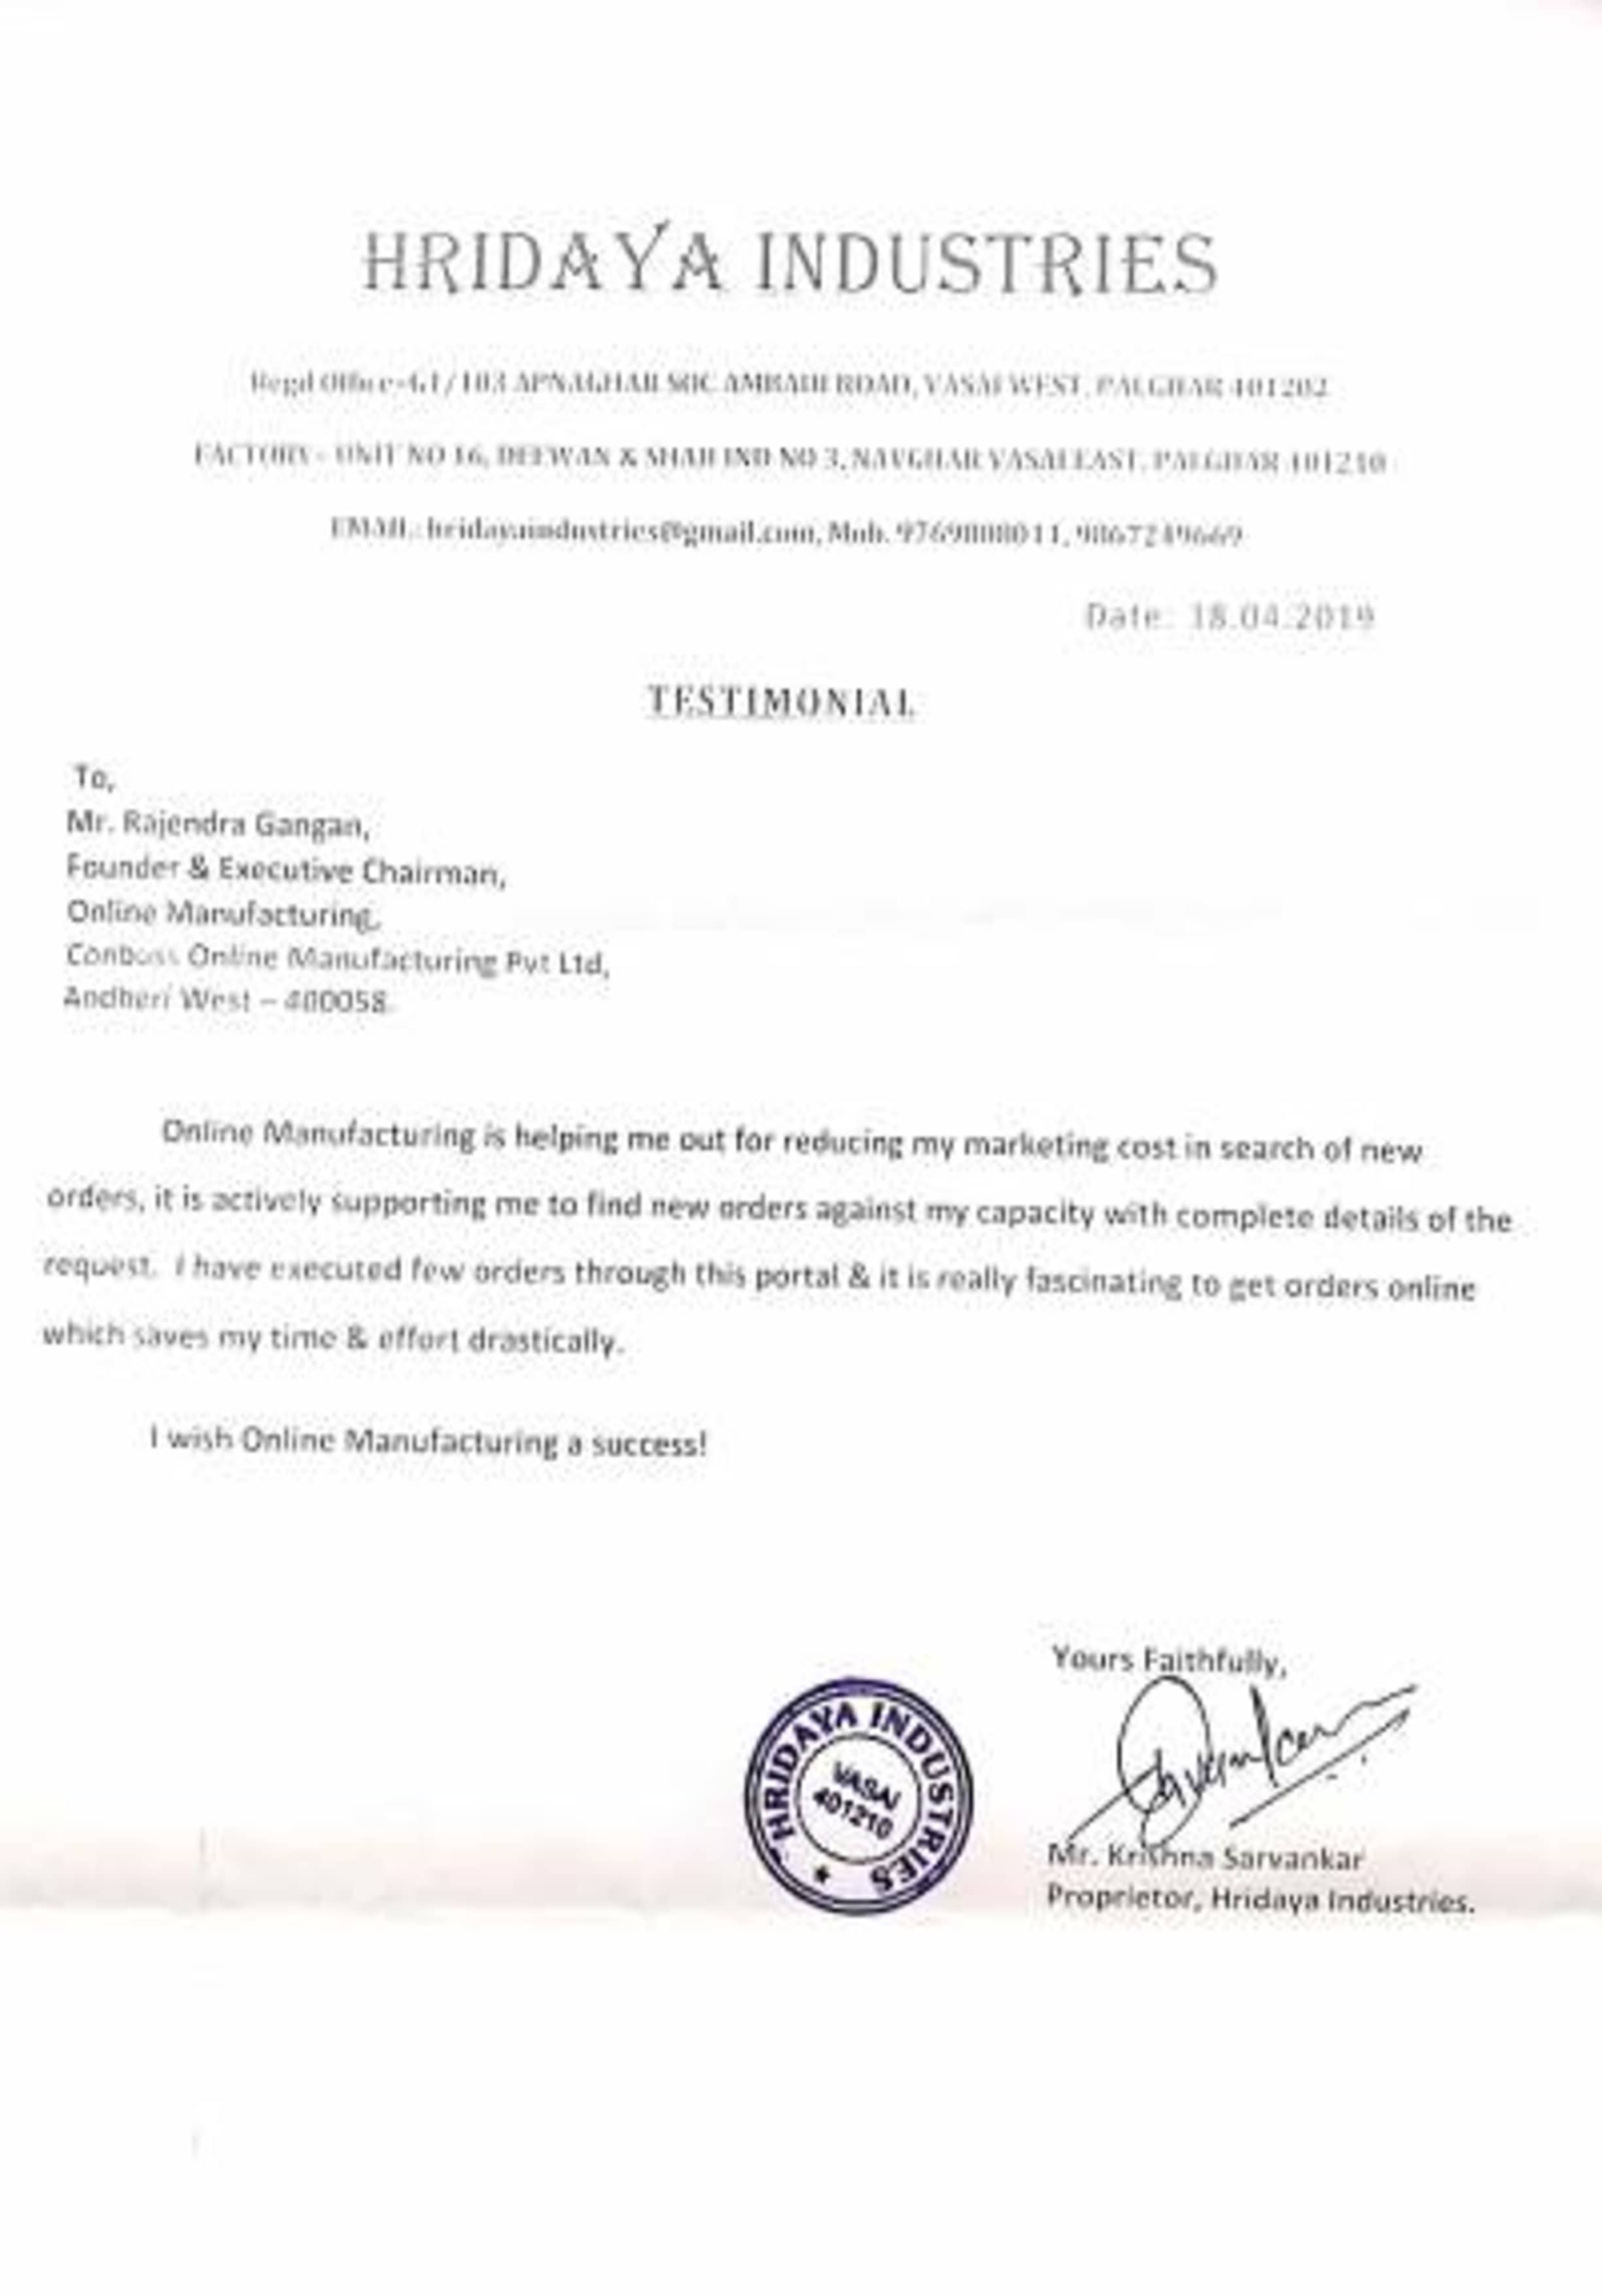 HRIDAYA INDUSTRIES
Regd Office- /103 APNAGHAR SOC AMBADI ROAD, VASAI WEST, PALGHAR 401202
FACTORY - UNIT NO 16, DEEWAN & SHAH IND NO 3, NAVGHAR VASAI EAST, PALGHAR 401210
EMAIL: hridayaindustries@gmail.com, Mob.
Date: 18.04.2019
TESTIMONIAL
To,
Mr. Rajendra Gangan,
Founder & Executive Chairman,
Online Manufacturing,
Online Manufacturing Pvt Ltd,
Andheri West – 400058.
Online Manufacturing is helping me out for reducing my marketing cost in search of new
orders, it is actively supporting me to find new orders against my capacity with complete details of the
request. I have executed few orders through this portal & it is really fascinating to get orders online
which saves my time & effort drastically.
I wish Online Manufacturing a success!
Yours Faithfully,
HRIDAYA INDUSTRIES
VASAI
401210
Mr. Krishna Sarvankar
Proprietor, Hridaya Industries.